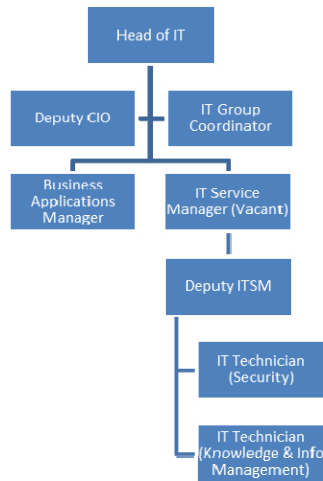 Head of IT
Deputy CIO
IT Group
Coordinator
Business
Applications
Manager
IT Service
Manager (Vacant)
Deputy ITSM
IT Technician
(Security)
IT Technician
(Knowledge & Info
Management)